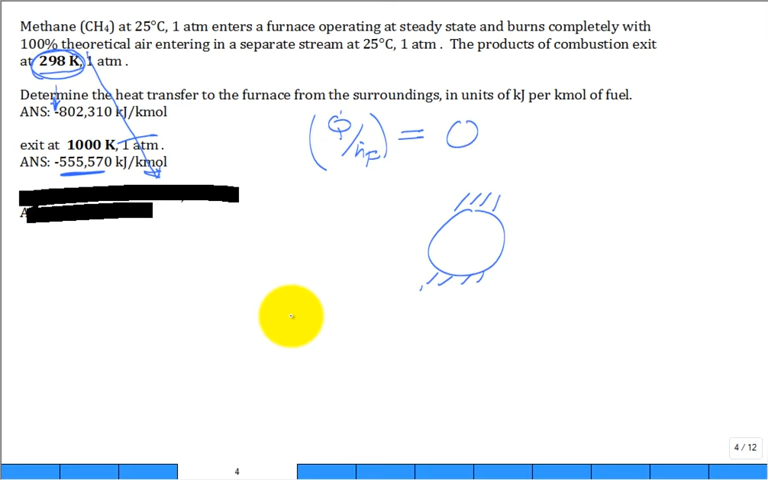 Methane (CH₄) at 25°C, 1 atm enters a furnace operating at steady state and burns completely with
100% theoretical air entering in a separate stream at 25°C, 1 atm . The products of combustion exit
at 298 K, 1 atm .
Determine the heat transfer to the furnace from the surroundings, in units of kJ per kmol of fuel.
ANS: -802,310 kJ/kmol
(Q̇/ṅF) = 0
exit at 1000 K, 1 atm.
ANS: -555,570 kJ/kmol
A
4 / 12
4